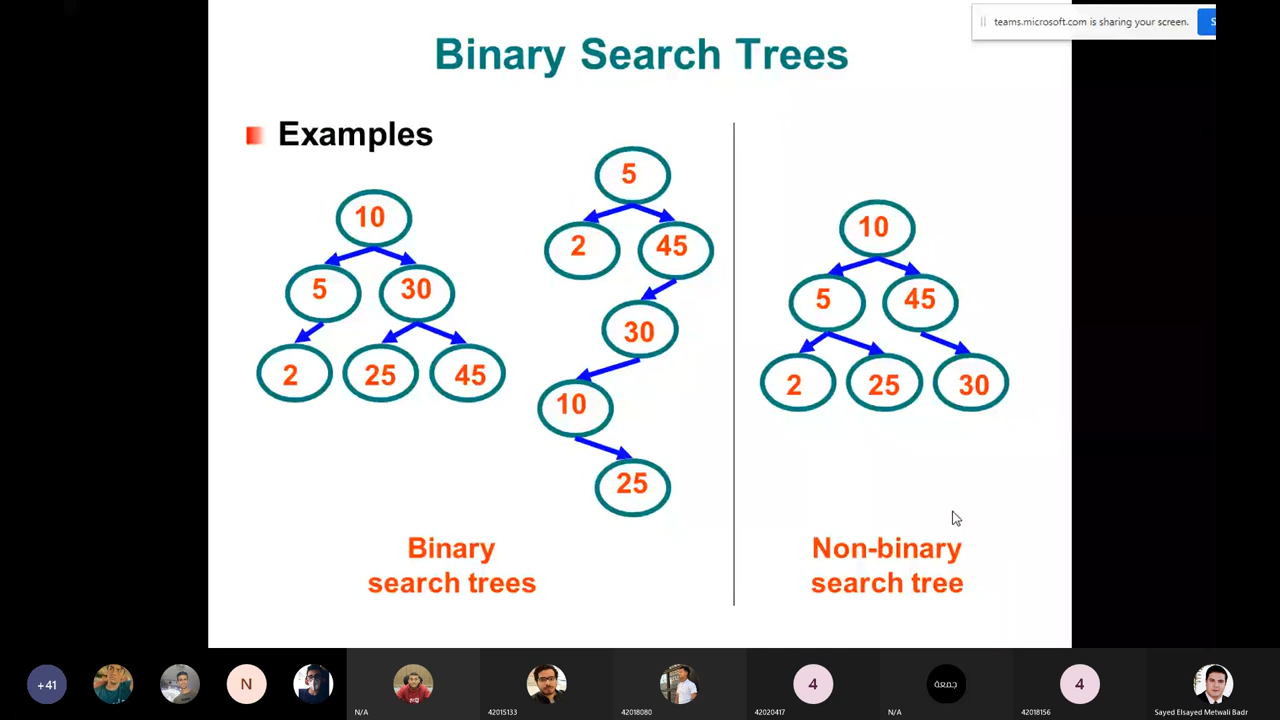 teams.microsoft.com is sharing your screen.
S
Binary Search Trees
Examples
10
5
30
2
25
45
5
2
45
30
10
25
10
5
45
2
25
30
Binary
search trees
Non-binary
search tree
+41
N
4
جمعة
4
N/A
42015133
42018080
42020417
N/A
42018156
Sayed Elsayed Metwali Badr